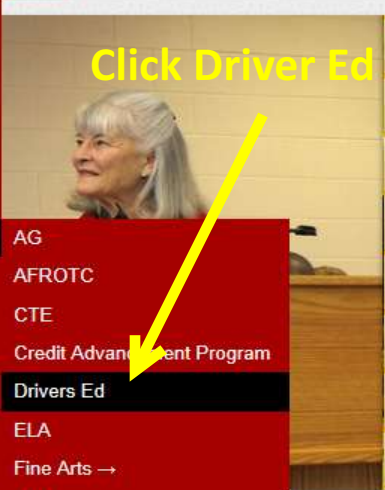 Click Driver Ed
AG
AFROTC
CTE
Credit Advancement Program
Drivers Ed
ELA
Fine Arts →